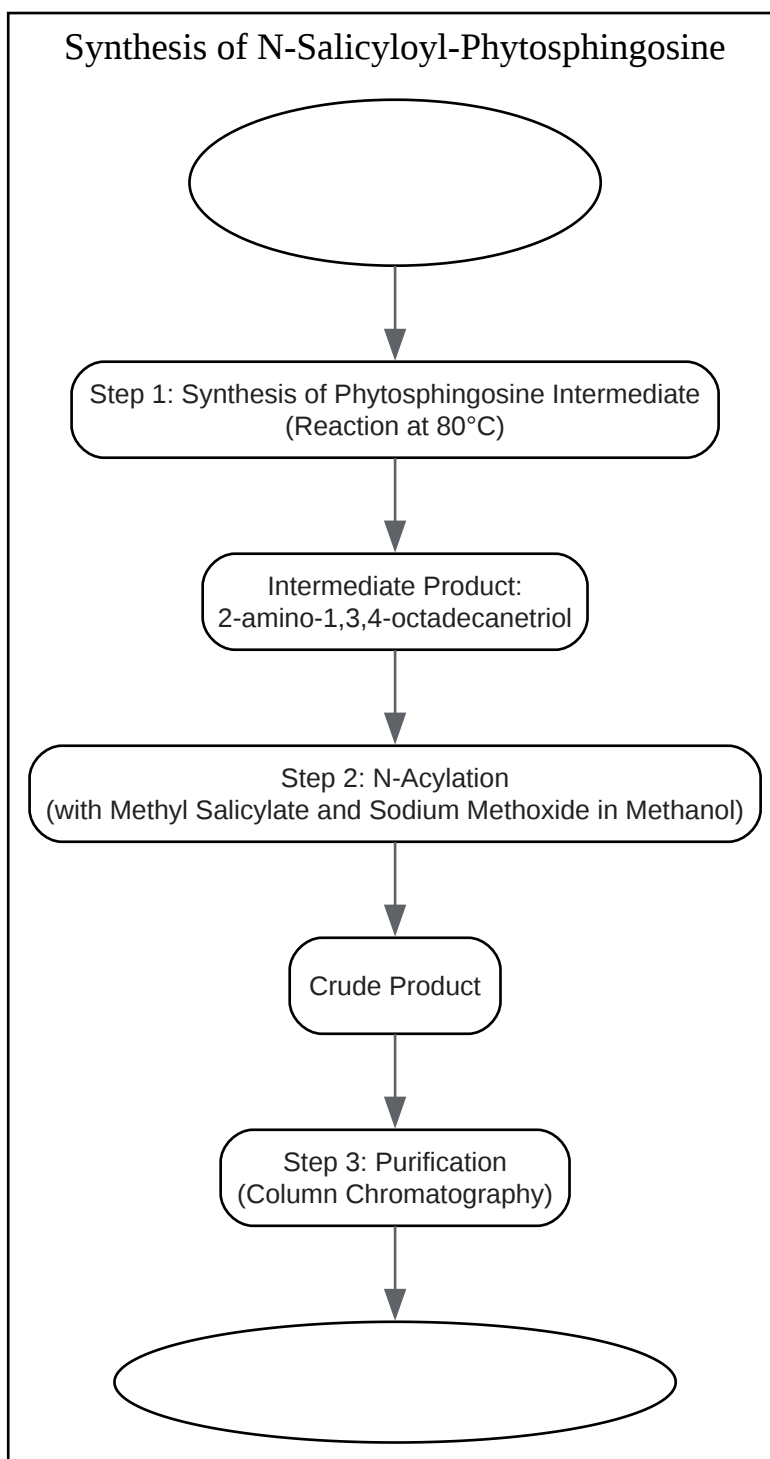 Synthesis of N-Salicyloyl-Phytosphingosine
Step 1: Synthesis of Phytosphingosine Intermediate
(Reaction at 80°C)
Intermediate Product:
2-amino-1,3,4-octadecanetriol
Step 2: N-Acylation
(with Methyl Salicylate and Sodium Methoxide in Methanol)
Crude Product
Step 3: Purification
(Column Chromatography)